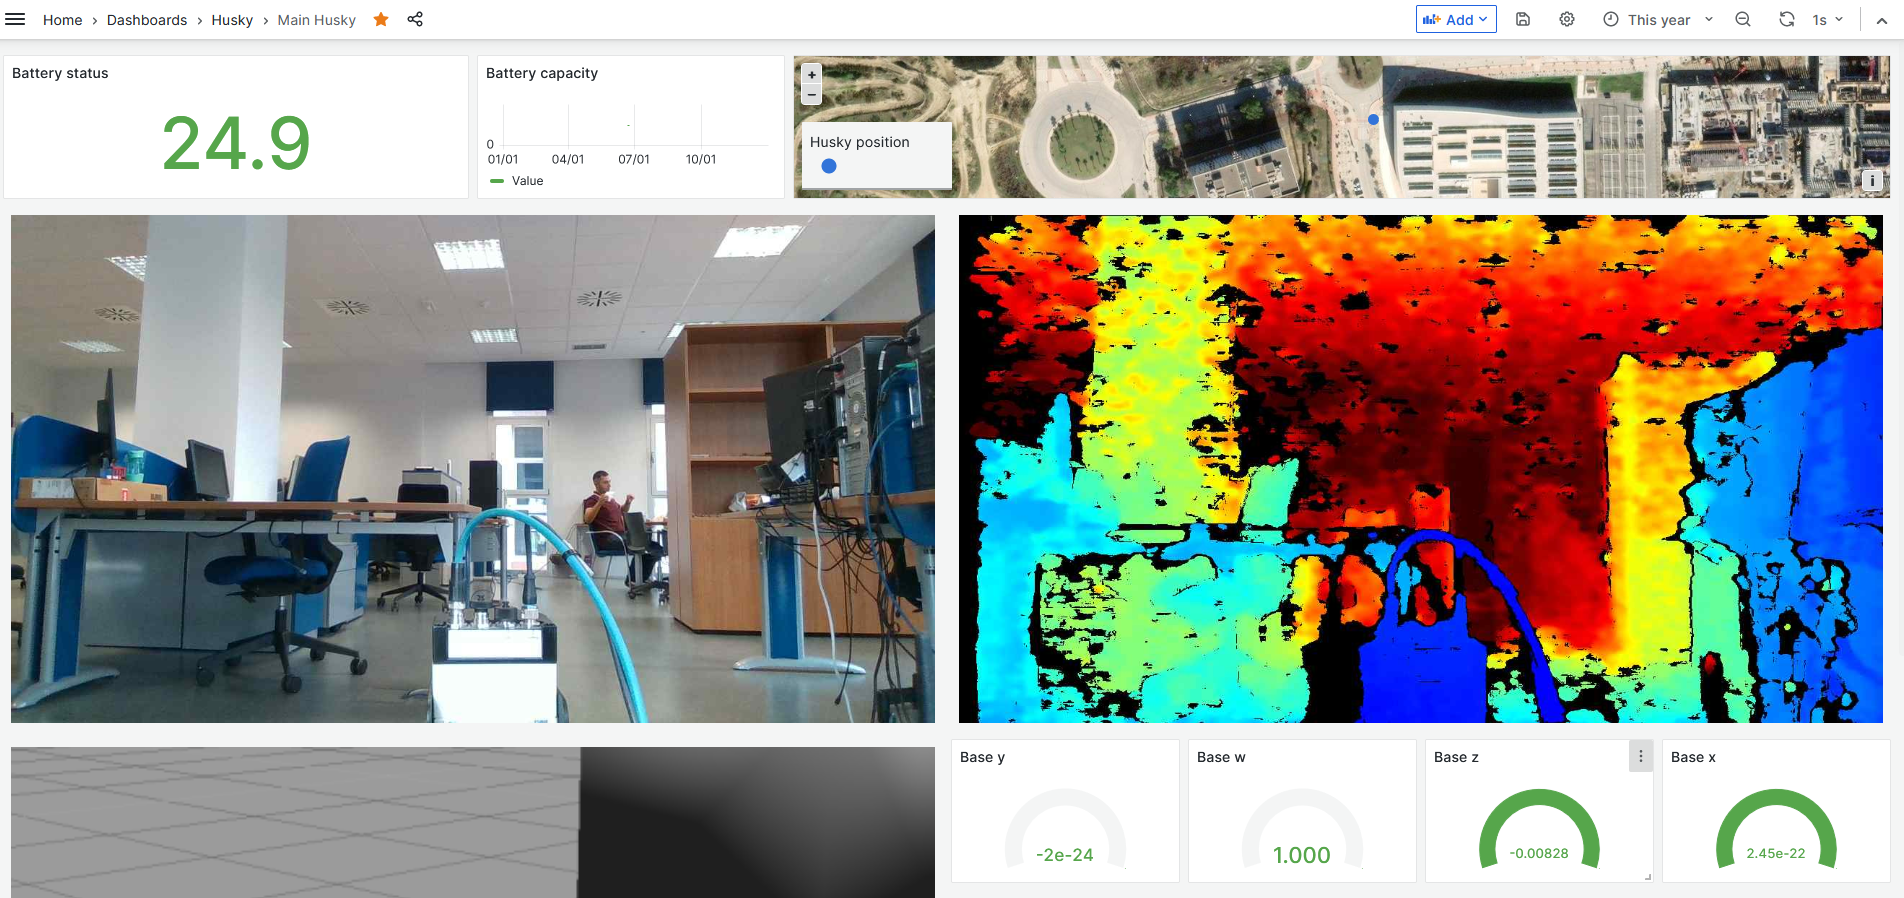 Home › Dashboards › Husky › Main Husky
Add
This year
1s
Battery status
24.9
Battery capacity
0
01/01 04/01 07/01 10/01
Value
+
−
Husky position
i
Base y
-2e-24
Base w
1.000
Base z
-0.00828
Base x
2.45e-22